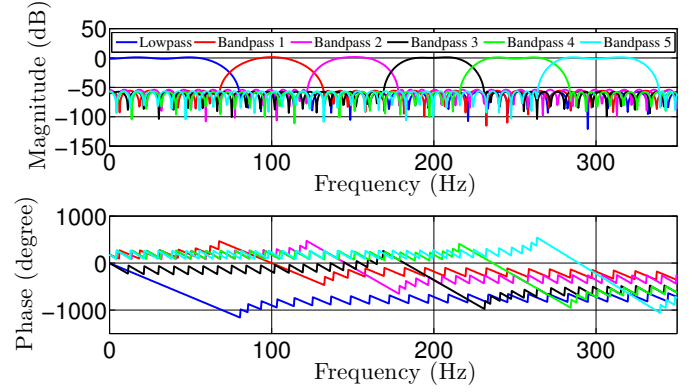 Magnitude (dB)
50
0
−50
−100
−150
Lowpass Bandpass 1 Bandpass 2 Bandpass 3 Bandpass 4 Bandpass 5
0 100 200 300
Frequency (Hz)
Phase (degree)
1000
0
−1000
0 100 200 300
Frequency (Hz)